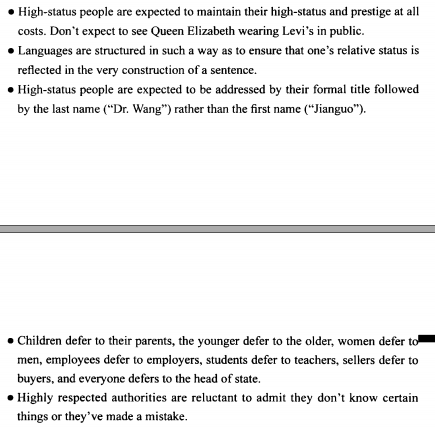 ● High-status people are expected to maintain their high-status and prestige at all
costs. Don't expect to see Queen Elizabeth wearing Levi's in public.
● Languages are structured in such a way as to ensure that one's relative status is
reflected in the very construction of a sentence.
● High-status people are expected to be addressed by their formal title followed
by the last name (“Dr. Wang”) rather than the first name (“Jianguo”).
● Children defer to their parents, the younger defer to the older, women defer to
men, employees defer to employers, students defer to teachers, sellers defer to
buyers, and everyone defers to the head of state.
● Highly respected authorities are reluctant to admit they don't know certain
things or they've made a mistake.